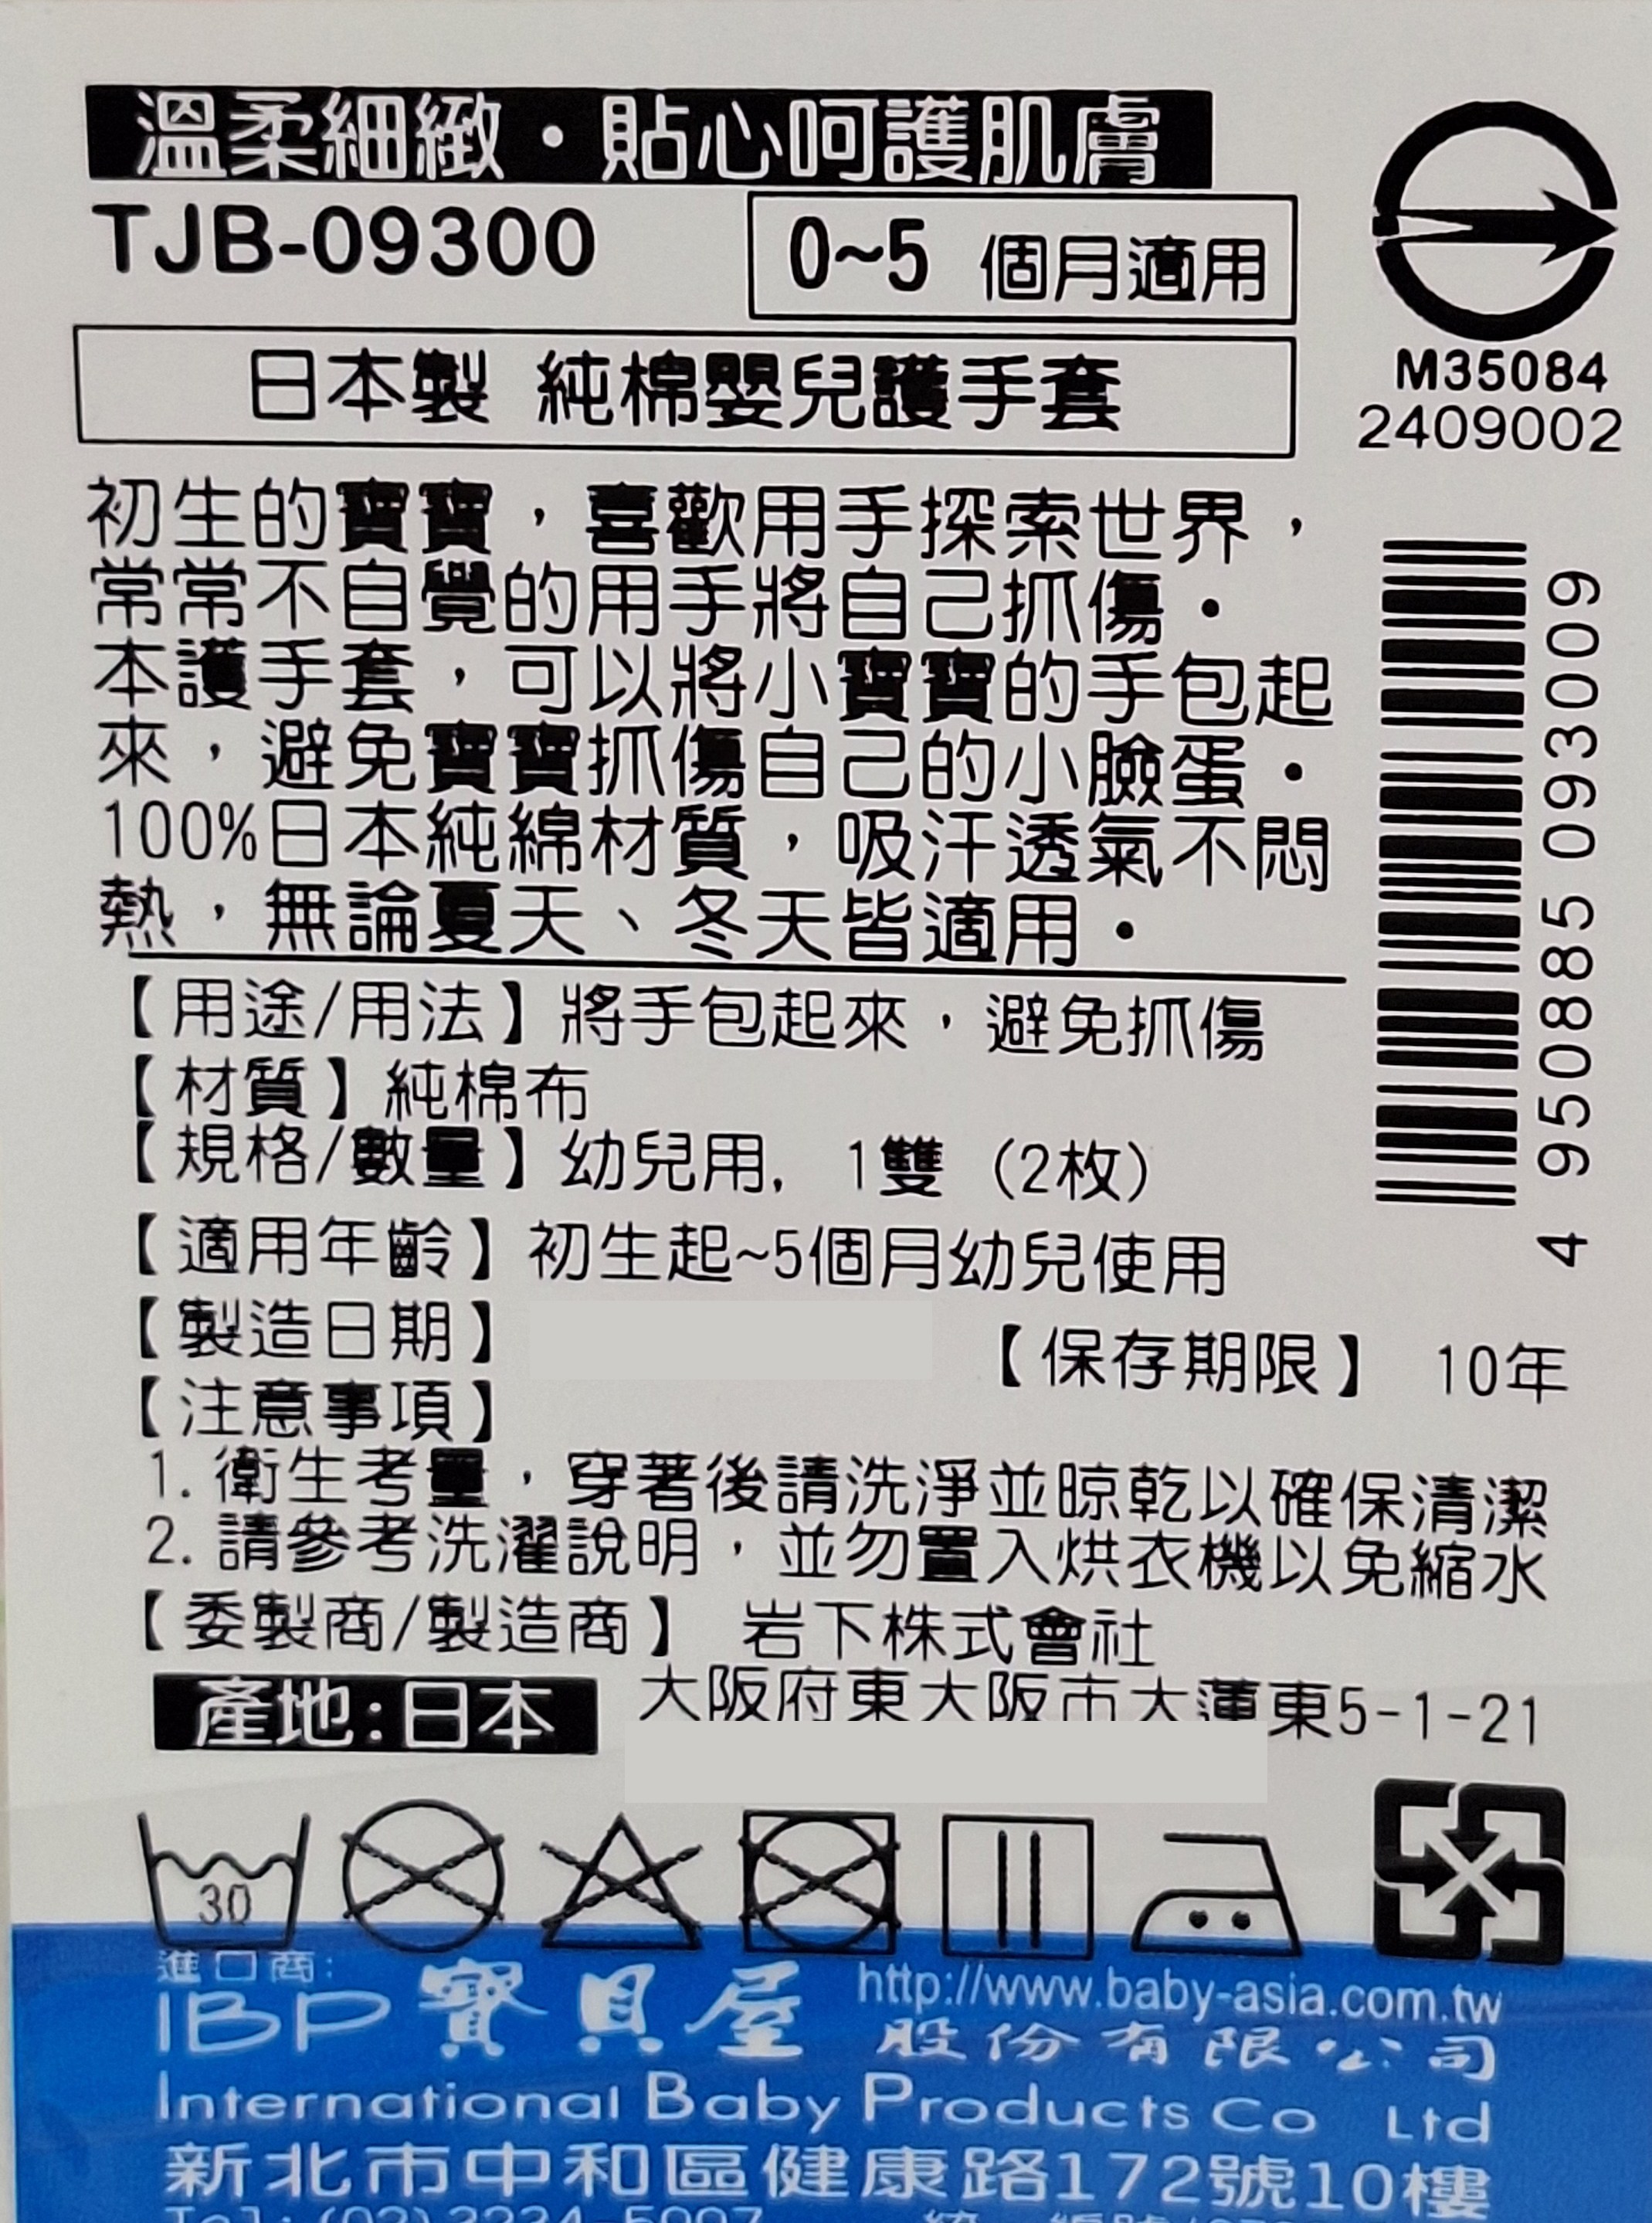 溫柔細緻・貼心呵護肌膚
TJB-09300
0~5 個月適用
M35084
2409002
日本製 純棉嬰兒護手套
初生的寶寶，喜歡用手探索世界，
常常不自覺的用手將自己抓傷・
本護手套，可以將小寶寶的手包起
來，避免寶寶抓傷自己的小臉蛋・
100%日本純綿材質，吸汗透氣不悶
熱，無論夏天、冬天皆適用・
4 950885 093009
【用途/用法】將手包起來，避免抓傷
【材質】純棉布
【規格/數量】幼兒用, 1雙 (2枚)
【適用年齡】初生起~5個月幼兒使用
【製造日期】
【保存期限】 10年
【注意事項】
1. 衛生考量，穿著後請洗淨並晾乾以確保清潔
2. 請參考洗濯說明，並勿置入烘衣機以免縮水
【委製商/製造商】 岩下株式會社
產地:日本
大阪府東大阪市大蓮東5-1-21
30
進口商:
IBP 寶貝屋
http://www.baby-asia.com.tw
股份有限公司
International Baby Products Co Ltd
新北市中和區健康路172號10樓